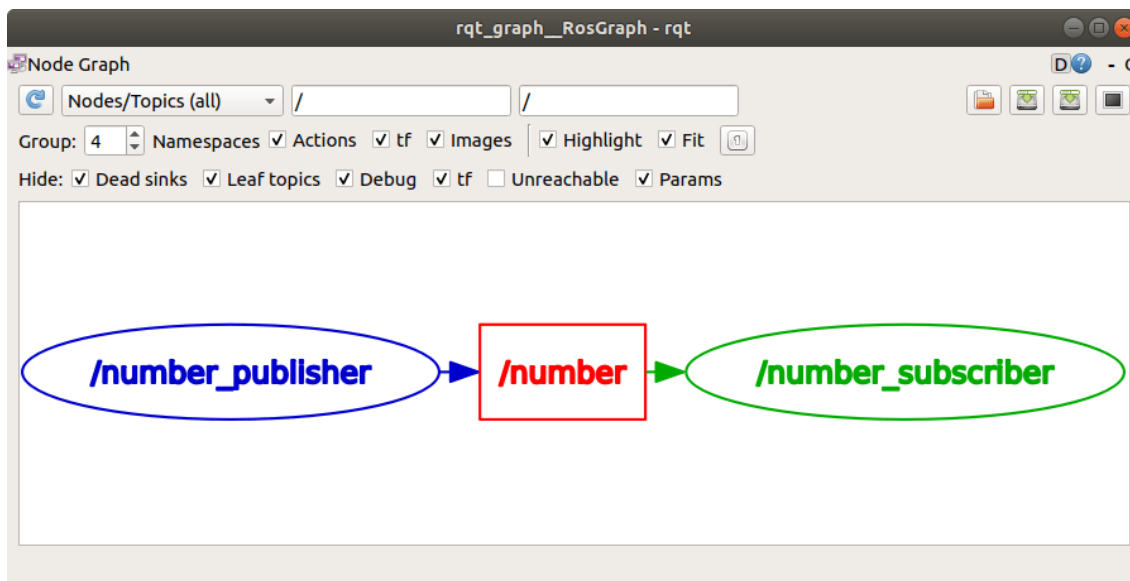 rqt_graph__RosGraph - rqt
Node Graph D ? -
Nodes/Topics (all) / /
Group: 4 Namespaces Actions tf Images Highlight Fit
Hide: Dead sinks Leaf topics Debug tf Unreachable Params
/number_publisher /number /number_subscriber